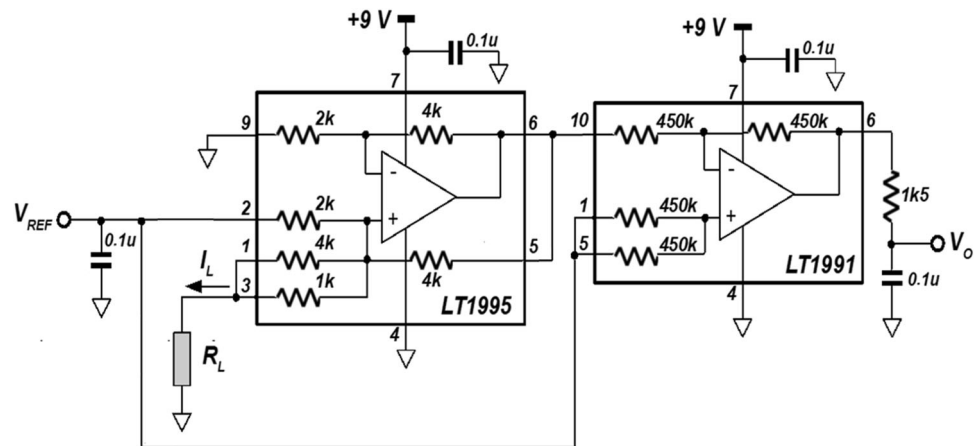 +9 V
0.1u
7
9
2k
4k
6
-
+
V_REF
2
2k
0.1u
1
4k
I_L
3
1k
4k
5
LT1995
4
R_L
+9 V
0.1u
7
10
450k
450k
6
-
+
1
450k
5
450k
LT1991
4
1k5
V_O
0.1u